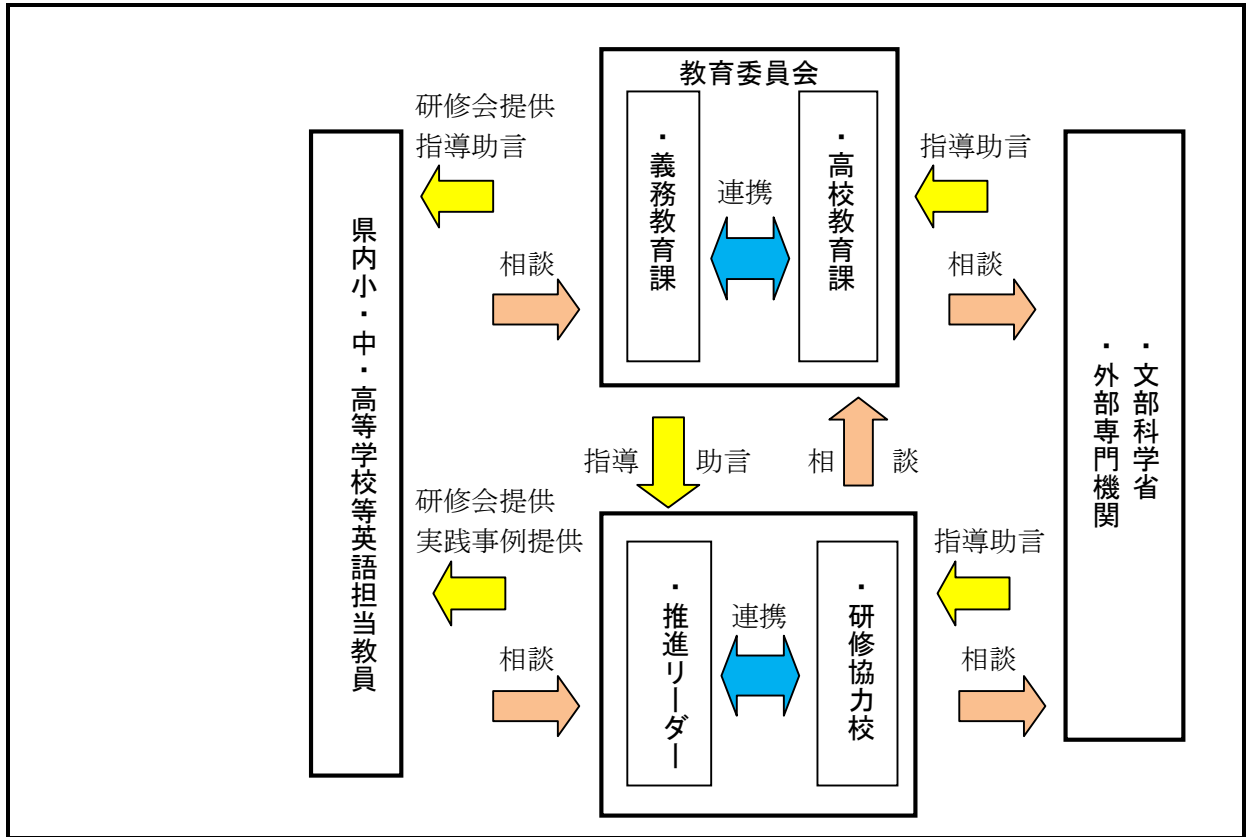 教育委員会
研修会提供
指導助言
相談
・義務教育課
連携
・高校教育課
指導助言
相談
県内小・中・高等学校等英語担当教員
・文部科学省
・外部専門機関
指導 助言
相 談
研修会提供
実践事例提供
相談
・推進リーダー
連携
・研修協力校
指導助言
相談